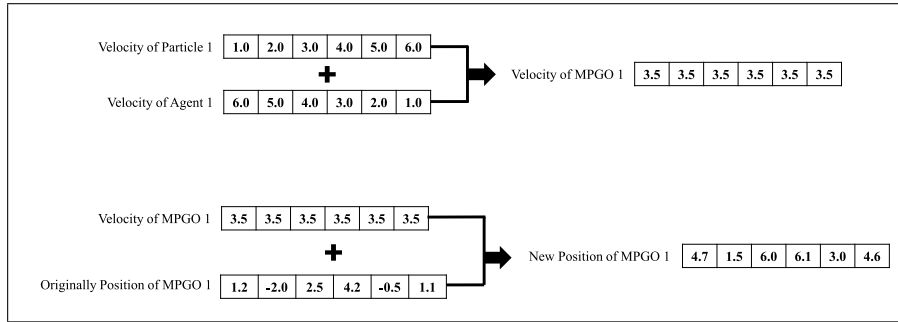 Velocity of Particle 1 1.0 2.0 3.0 4.0 5.0 6.0
+
Velocity of MPGO 1 3.5 3.5 3.5 3.5 3.5 3.5
Velocity of Agent 1 6.0 5.0 4.0 3.0 2.0 1.0
Velocity of MPGO 1 3.5 3.5 3.5 3.5 3.5 3.5
+
New Position of MPGO 1 4.7 1.5 6.0 6.1 3.0 4.6
Originally Position of MPGO 1 1.2 -2.0 2.5 4.2 -0.5 1.1